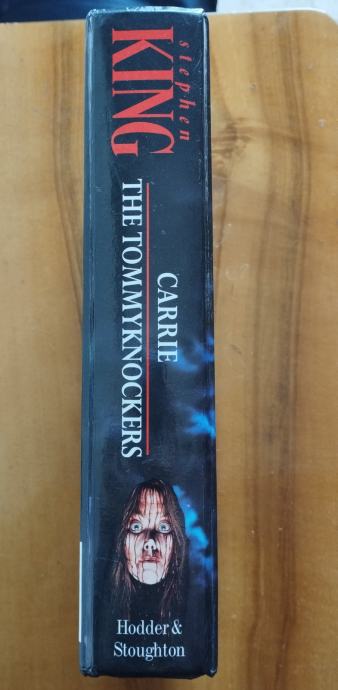 stephen
KING
CARRIE
THE TOMMYKNOCKERS
Hodder &
Stoughton